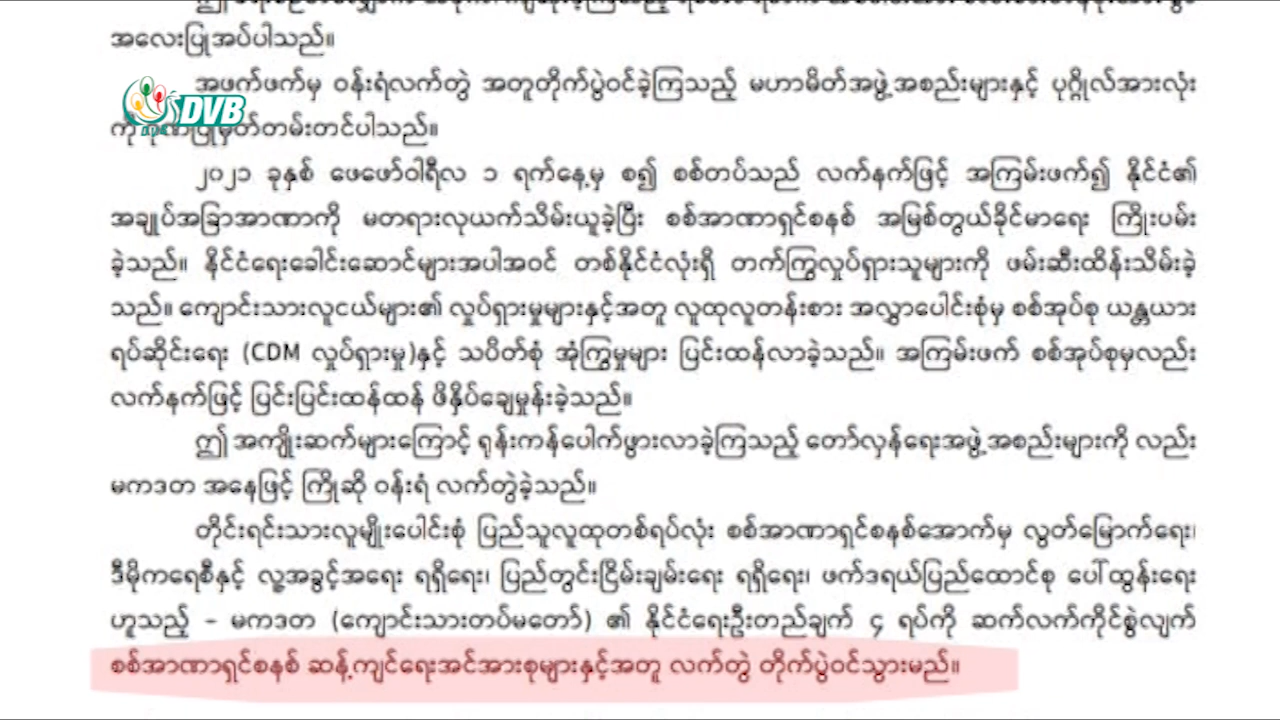 အလေးပြုအပ်ပါသည်။
အဖက်ဖက်မှ ဝန်းရံလက်တွဲ အတူတိုက်ပွဲဝင်ခဲ့ကြသည့် မဟာမိတ်အဖွဲ့အစည်းများနှင့် ပုဂ္ဂိုလ်အားလုံး
DVB
ကို ဂုဏ်ပြုမှတ်တမ်းတင်ပါသည်။
၂၀၂၁ ခုနှစ် ဖေဖော်ဝါရီလ ၁ ရက်နေ့မှ စ၍ စစ်တပ်သည် လက်နက်ဖြင့် အကြမ်းဖက်၍ နိုင်ငံ၏
အချုပ်အခြာအာဏာကို မတရားလုယက်သိမ်းယူခဲ့ပြီး စစ်အာဏာရှင်စနစ် အမြစ်တွယ်ခိုင်မာရေး ကြိုးပမ်း
ခဲ့သည်။ နိုင်ငံရေးခေါင်းဆောင်များအပါအဝင် တစ်နိုင်ငံလုံးရှိ တက်ကြွလှုပ်ရှားသူများကို ဖမ်းဆီးထိန်းသိမ်းခဲ့
သည်။ ကျောင်းသားလူငယ်များ၏ လှုပ်ရှားမှုများနှင့်အတူ လူထုလူတန်းစား အလွှာပေါင်းစုံမှ စစ်အုပ်စု ယန္တယား
ရပ်ဆိုင်းရေး (CDM လှုပ်ရှားမှု)နှင့် သပိတ်စုံ အုံကြွမှုများ ပြင်းထန်လာခဲ့သည်။ အကြမ်းဖက် စစ်အုပ်စုမှလည်း
လက်နက်ဖြင့် ပြင်းပြင်းထန်ထန် ဖိနှိပ်ချေမှုန်းခဲ့သည်။
ဤအကျိုးဆက်များကြောင့် ရုန်းကန်ပေါက်ဖွားလာခဲ့ကြသည့် တော်လှန်ရေးအဖွဲ့အစည်းများကို လည်း
မကဒတ အနေဖြင့် ကြိုဆို ဝန်းရံ လက်တွဲခဲ့သည်။
တိုင်းရင်းသားလူမျိုးပေါင်းစုံ ပြည်သူလူထုတစ်ရပ်လုံး စစ်အာဏာရှင်စနစ်အောက်မှ လွတ်မြောက်ရေး၊
ဒီမိုကရေစီနှင့် လူ့အခွင့်အရေး ရရှိရေး၊ ပြည်တွင်းငြိမ်းချမ်းရေး ရရှိရေး၊ ဖက်ဒရယ်ပြည်ထောင်စု ပေါ်ထွန်းရေး
ဟူသည့် – မကဒတ (ကျောင်းသားတပ်မတော်) ၏ နိုင်ငံရေးဦးတည်ချက် ၄ ရပ်ကို ဆက်လက်ကိုင်စွဲလျက်
စစ်အာဏာရှင်စနစ် ဆန့်ကျင်ရေးအင်အားစုများနှင့်အတူ လက်တွဲ တိုက်ပွဲဝင်သွားမည်။